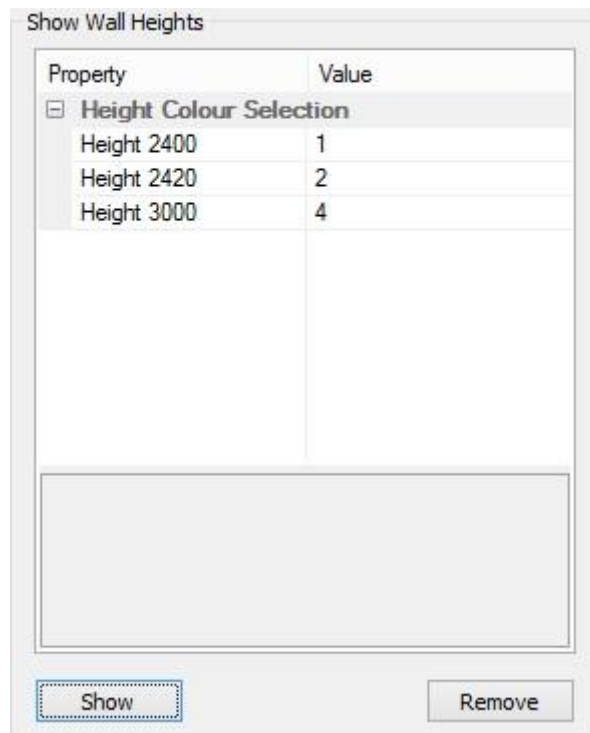 Show Wall Heights
Property Value
Height Colour Selection
Height 2400 1
Height 2420 2
Height 3000 4
Show Remove